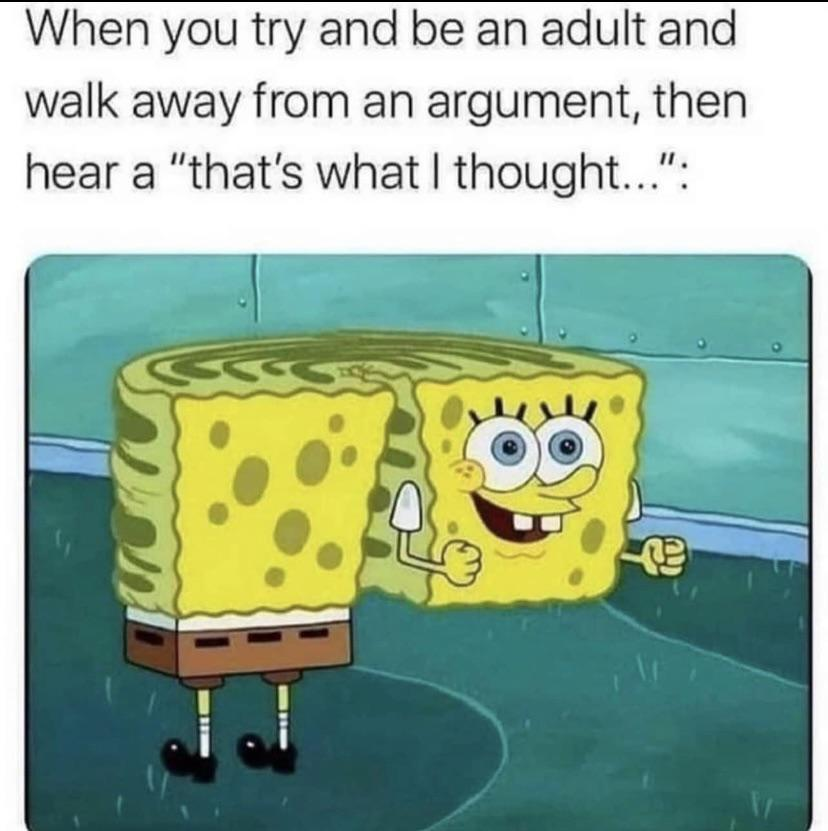 When you try and be an adult and
walk away from an argument, then
hear a "that's what I thought...":